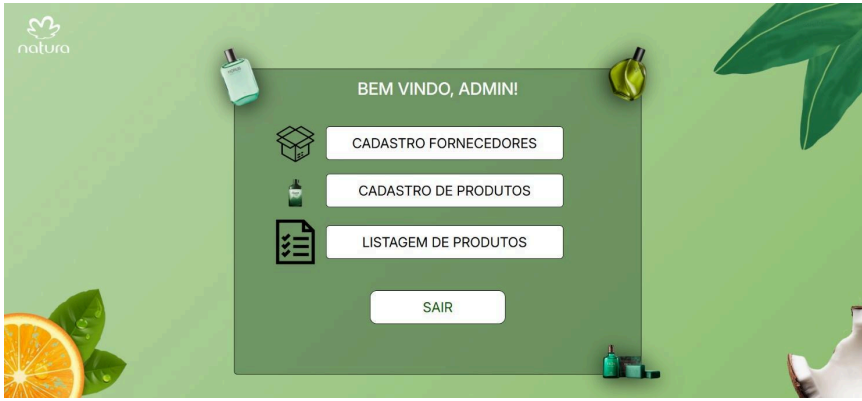 natura
BEM VINDO, ADMIN!
CADASTRO FORNECEDORES
CADASTRO DE PRODUTOS
LISTAGEM DE PRODUTOS
SAIR